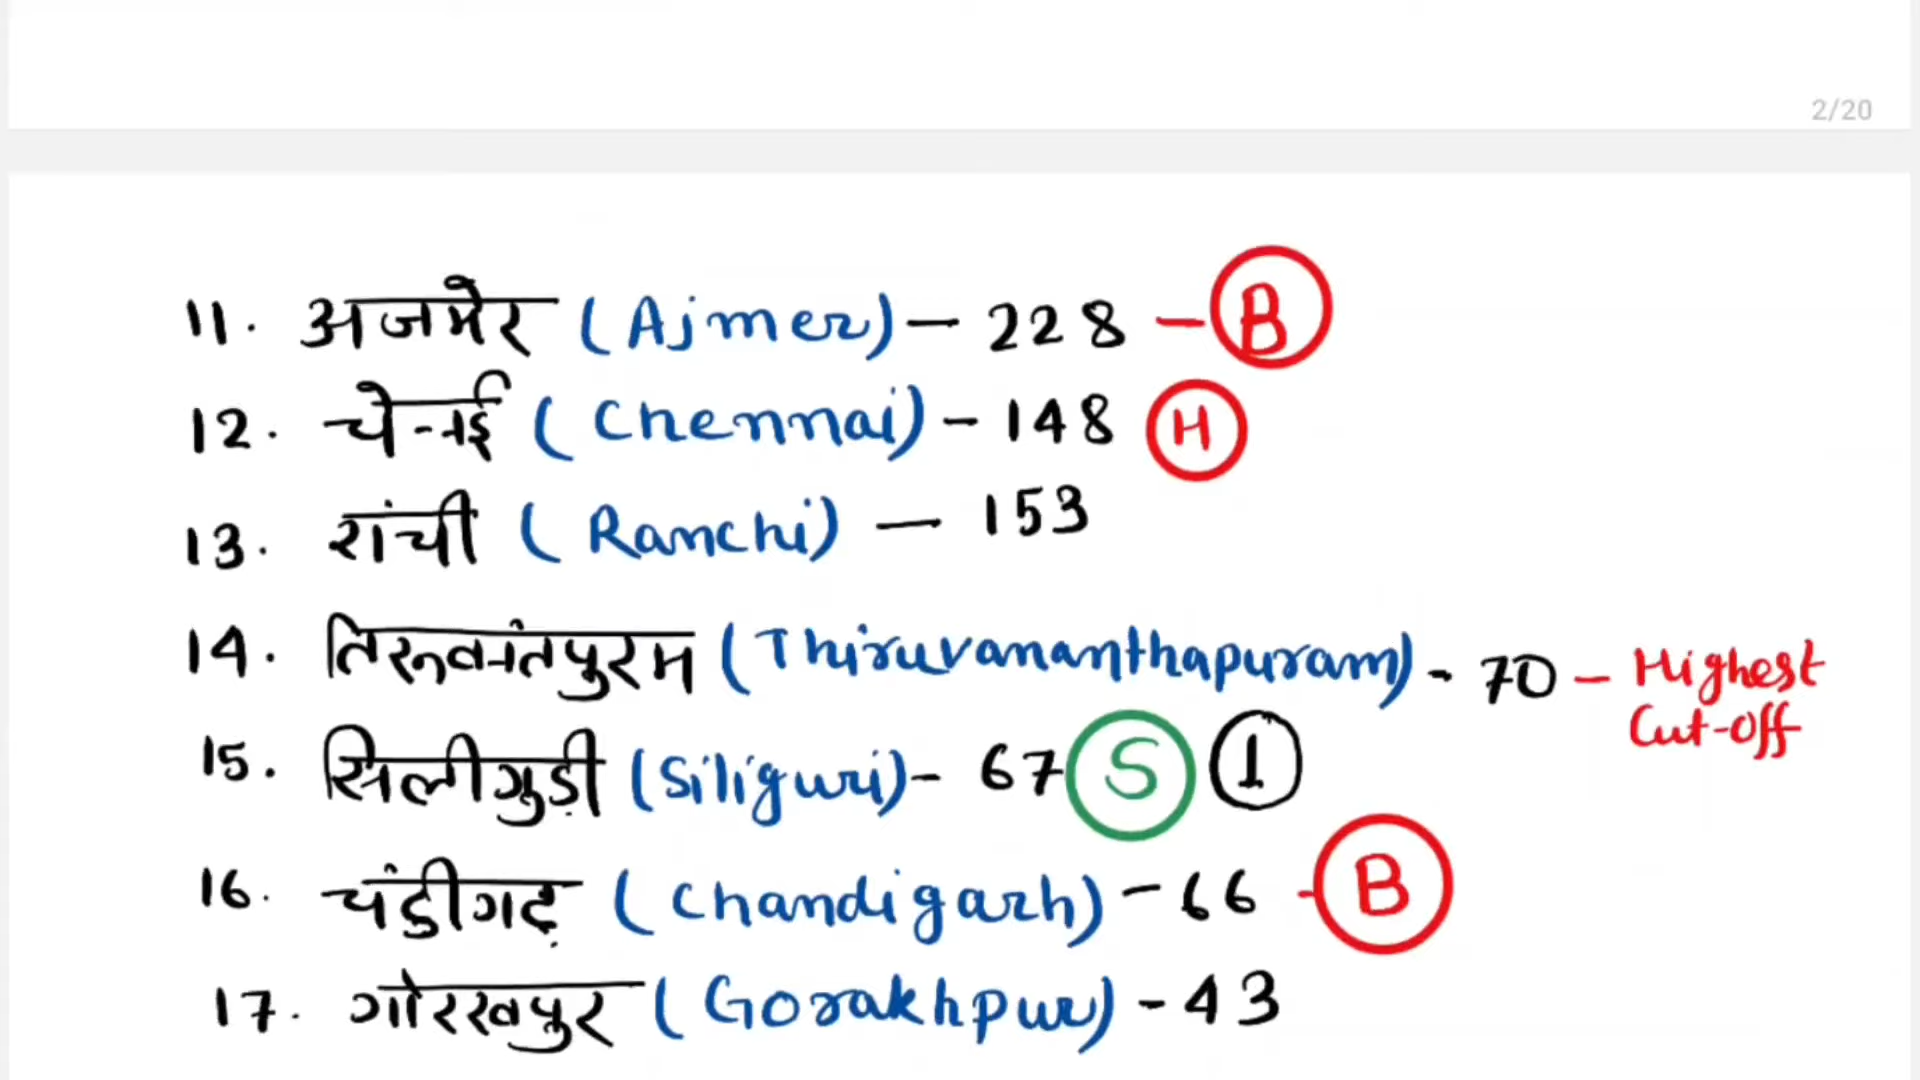 2/20
11. अजमेर (Ajmer) — 228 — B
12. चेन्नई (Chennai) - 148 H
13. रांची (Ranchi) — 153
14. तिरूवनंतपुरम (Thiruvananthapuram) - 70 - Highest
Cut-off
15. सिलीगुड़ी (Siliguri) - 67 S 1
16. चंडीगढ़ (Chandigarh) - 66 - B
17. गोरखपुर (Gorakhpur) - 43